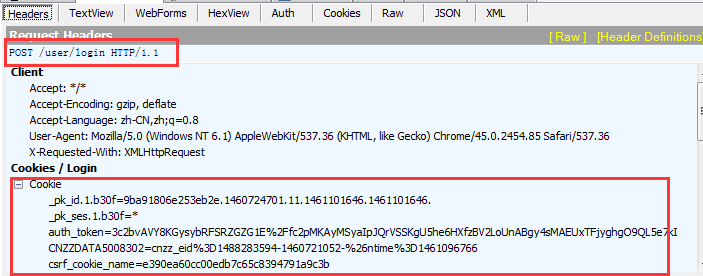 Headers TextView WebForms HexView Auth Cookies Raw JSON XML
Request Headers [ Raw ] [Header Definitions]
POST /user/login HTTP/1.1
Client
Accept: */*
Accept-Encoding: gzip, deflate
Accept-Language: zh-CN,zh;q=0.8
User-Agent: Mozilla/5.0 (Windows NT 6.1) AppleWebKit/537.36 (KHTML, like Gecko) Chrome/45.0.2454.85 Safari/537.36
X-Requested-With: XMLHttpRequest
Cookies / Login
Cookie
_pk_id.1.b30f=9ba91806e253eb2e.1460724701.11.1461101646.1461101646.
_pk_ses.1.b30f=*
auth_token=3c2bvAVY8KGysybRFSRZGZG1E%2Ffc2pMKAyMSyaIpJQrVSSKgU5he6HXfzBV2LoUnABgy4sMAEUxTFjyghgO9QL5e7kI
CNZZDATA5008302=cnzz_eid%3D1488283594-1460721052-%26ntime%3D1461096766
csrf_cookie_name=e390ea60cc00edb7c65c8394791a9c3b